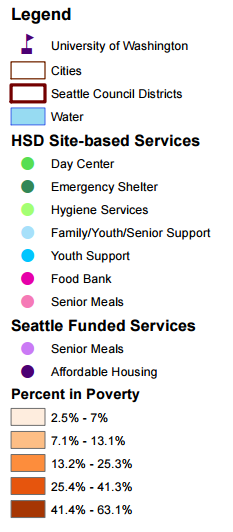 Legend
University of Washington
Cities
Seattle Council Districts
Water
HSD Site-based Services
Day Center
Emergency Shelter
Hygiene Services
Family/Youth/Senior Support
Youth Support
Food Bank
Senior Meals
Seattle Funded Services
Senior Meals
Affordable Housing
Percent in Poverty
2.5% - 7%
7.1% - 13.1%
13.2% - 25.3%
25.4% - 41.3%
41.4% - 63.1%